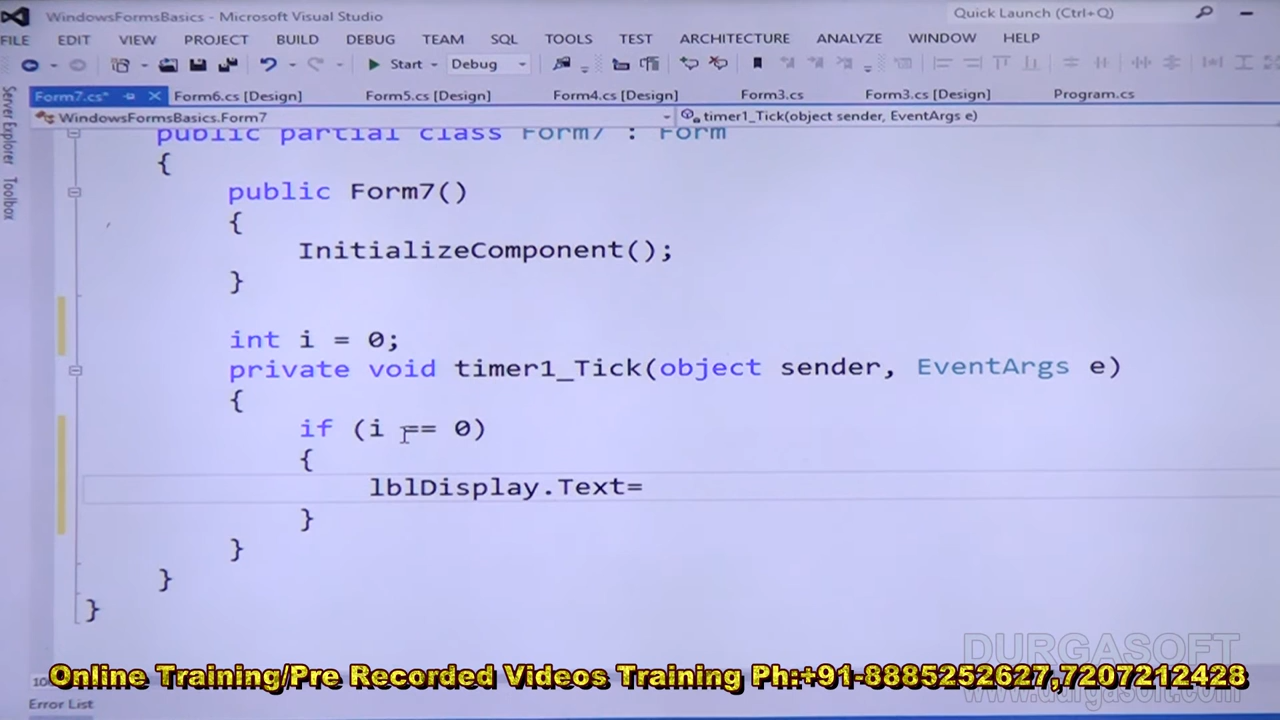 WindowsFormsBasics - Microsoft Visual Studio
Quick Launch (Ctrl+Q)
FILE EDIT VIEW PROJECT BUILD DEBUG TEAM SQL TOOLS TEST ARCHITECTURE ANALYZE WINDOW HELP
Start Debug
Form7.cs* Form6.cs [Design] Form5.cs [Design] Form4.cs [Design] Form3.cs Form3.cs [Design] Program.cs
WindowsFormsBasics.Form7 timer1_Tick(object sender, EventArgs e)
Server Explorer
Toolbox
public partial class Form7 : Form
{
public Form7()
{
InitializeComponent();
}
int i = 0;
private void timer1_Tick(object sender, EventArgs e)
{
if (i == 0)
{
lblDisplay.Text=
}
}
}
}
DURGASOFT
www.durgasoft.com
Online Training/Pre Recorded Videos Training Ph:+91-8885252627,7207212428
Error List